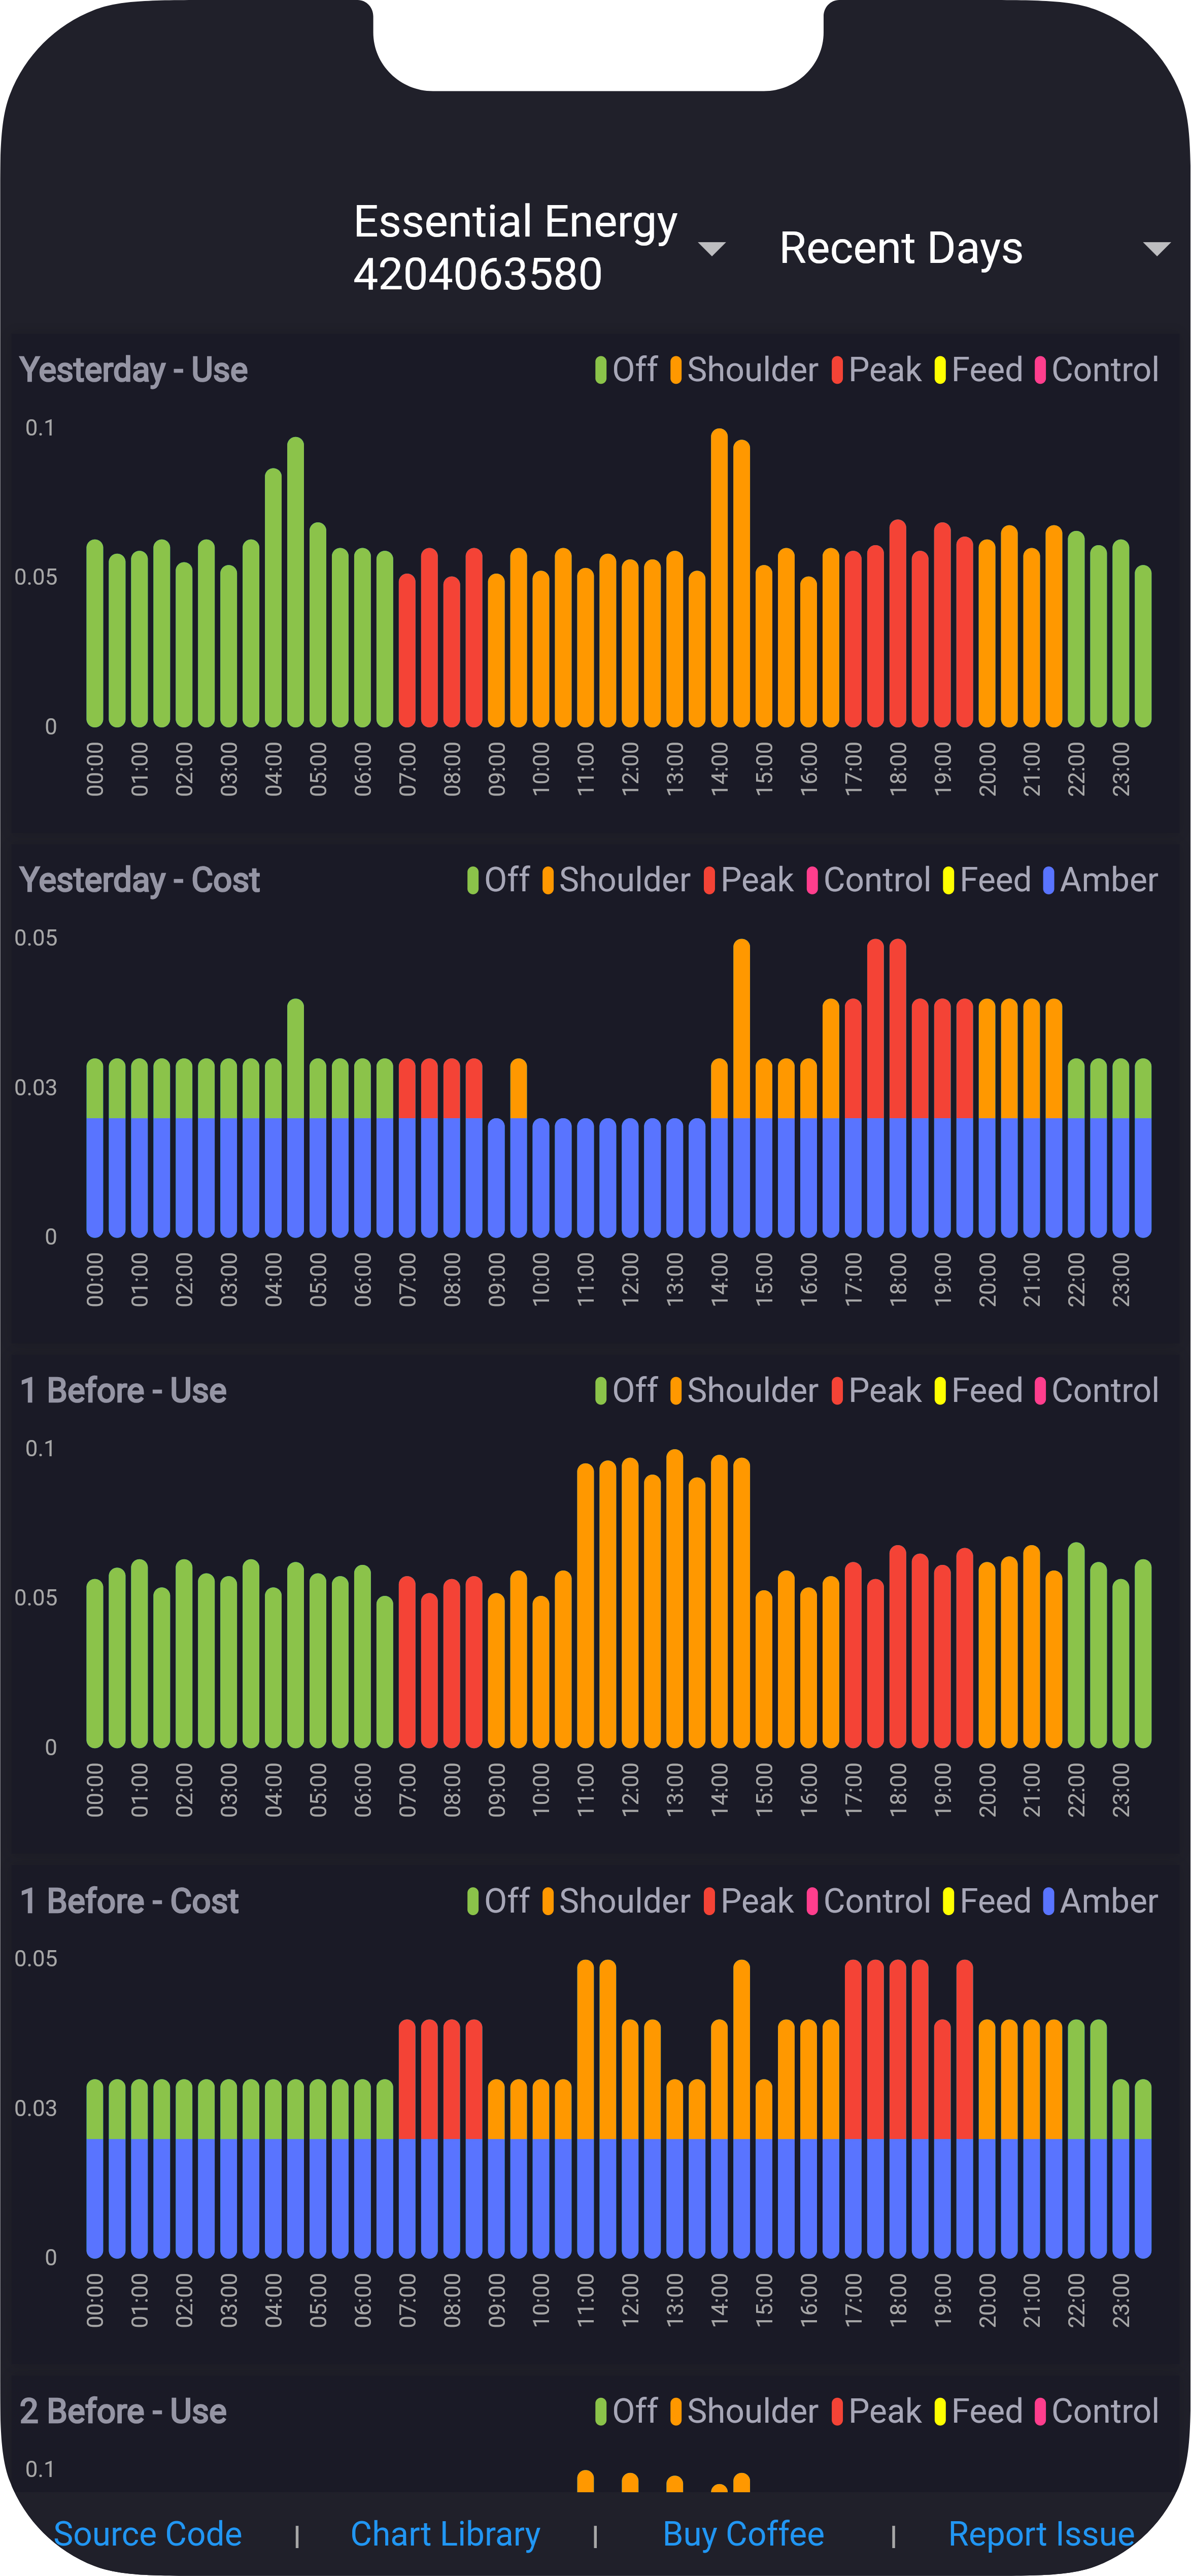 Essential Energy
4204063580
Recent Days
Yesterday - Use
Off Shoulder Peak Feed Control
0.1
0.05
0
00:00 01:00 02:00 03:00 04:00 05:00 06:00 07:00 08:00 09:00 10:00 11:00 12:00 13:00 14:00 15:00 16:00 17:00 18:00 19:00 20:00 21:00 22:00 23:00
Yesterday - Cost
Off Shoulder Peak Control Feed Amber
0.05
0.03
0
00:00 01:00 02:00 03:00 04:00 05:00 06:00 07:00 08:00 09:00 10:00 11:00 12:00 13:00 14:00 15:00 16:00 17:00 18:00 19:00 20:00 21:00 22:00 23:00
1 Before - Use
Off Shoulder Peak Feed Control
0.1
0.05
0
00:00 01:00 02:00 03:00 04:00 05:00 06:00 07:00 08:00 09:00 10:00 11:00 12:00 13:00 14:00 15:00 16:00 17:00 18:00 19:00 20:00 21:00 22:00 23:00
1 Before - Cost
Off Shoulder Peak Control Feed Amber
0.05
0.03
0
00:00 01:00 02:00 03:00 04:00 05:00 06:00 07:00 08:00 09:00 10:00 11:00 12:00 13:00 14:00 15:00 16:00 17:00 18:00 19:00 20:00 21:00 22:00 23:00
2 Before - Use
Off Shoulder Peak Feed Control
0.1
Source Code | Chart Library | Buy Coffee | Report Issue